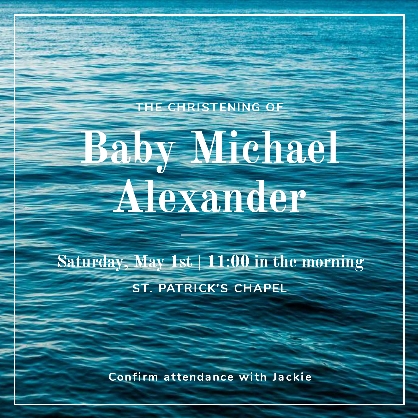 THE CHRISTENING OF
Baby Michael
Alexander
Saturday, May 1st | 11:00 in the morning
ST. PATRICK'S CHAPEL
Confirm attendance with Jackie